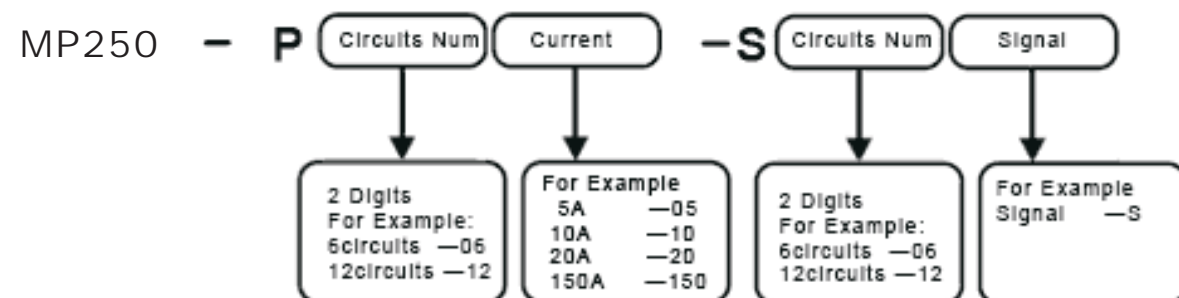 MP250 - P Circuits Num Current -S Circuits Num Signal
2 Digits
For Example:
6circuits —06
12circuits —12
For Example
5A —05
10A —10
20A —20
150A —150
2 Digits
For Example:
6circuits —06
12circuits —12
For Example
Signal —S